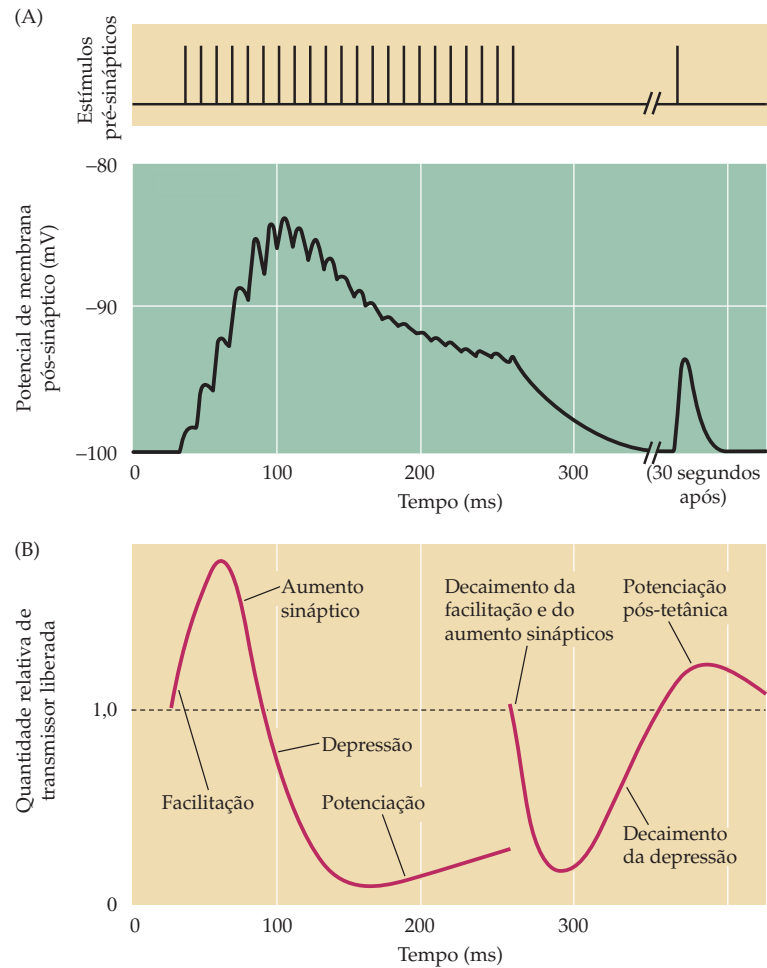 (A)
Estímulos
pré-sinápticos
Potencial de membrana
pós-sináptico (mV)
–80
–90
–100
0
100
200
300
(30 segundos
após)
Tempo (ms)
(B)
Quantidade relativa de
transmissor liberada
1,0
0
Aumento
sináptico
Facilitação
Depressão
Potenciação
Decaimento da
facilitação e do
aumento sinápticos
Potenciação
pós-tetânica
Decaimento
da depressão
0
100
200
300
Tempo (ms)